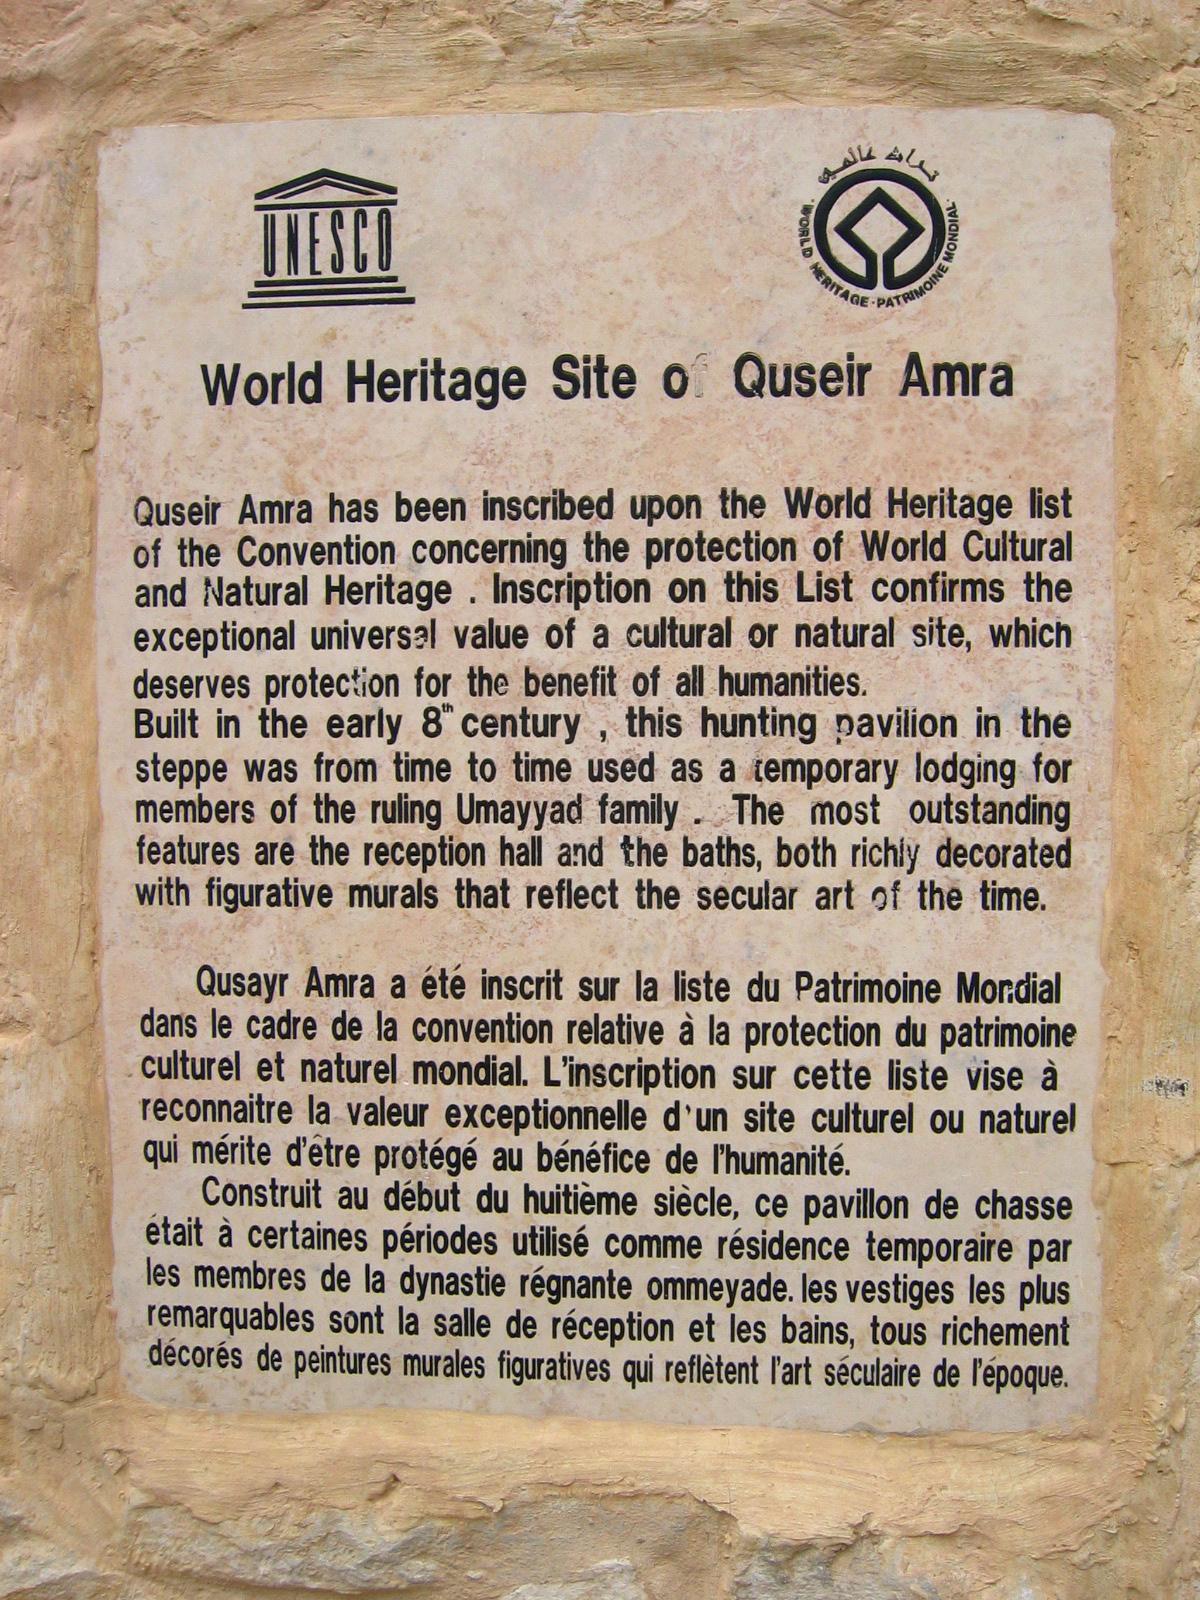 UNESCO
تراث عالمي
WORLD HERITAGE · PATRIMOINE MONDIAL
World Heritage Site of Quseir Amra
Quseir Amra has been inscribed upon the World Heritage list
of the Convention concerning the protection of World Cultural
and Natural Heritage . Inscription on this List confirms the
exceptional universal value of a cultural or natural site, which
deserves protection for the benefit of all humanities.
Built in the early 8th century , this hunting pavilion in the
steppe was from time to time used as a temporary lodging for
members of the ruling Umayyad family . The most outstanding
features are the reception hall and the baths, both richly decorated
with figurative murals that reflect the secular art of the time.
Qusayr Amra a été inscrit sur la liste du Patrimoine Mondial
dans le cadre de la convention relative à la protection du patrimoine
culturel et naturel mondial. L'inscription sur cette liste vise à
reconnaitre la valeur exceptionnelle d'un site culturel ou naturel
qui mérite d'être protégé au bénéfice de l'humanité.
Construit au début du huitième siècle, ce pavillon de chasse
était à certaines périodes utilisé comme résidence temporaire par
les membres de la dynastie régnante ommeyade. les vestiges les plus
remarquables sont la salle de réception et les bains, tous richement
décorés de peintures murales figuratives qui reflètent l'art séculaire de l'époque.